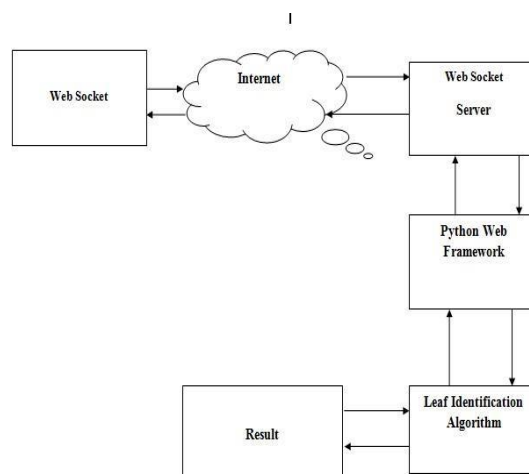 I
Internet
Web Socket
Web Socket
Server
Python Web
Framework
Leaf Identification
Algorithm
Result